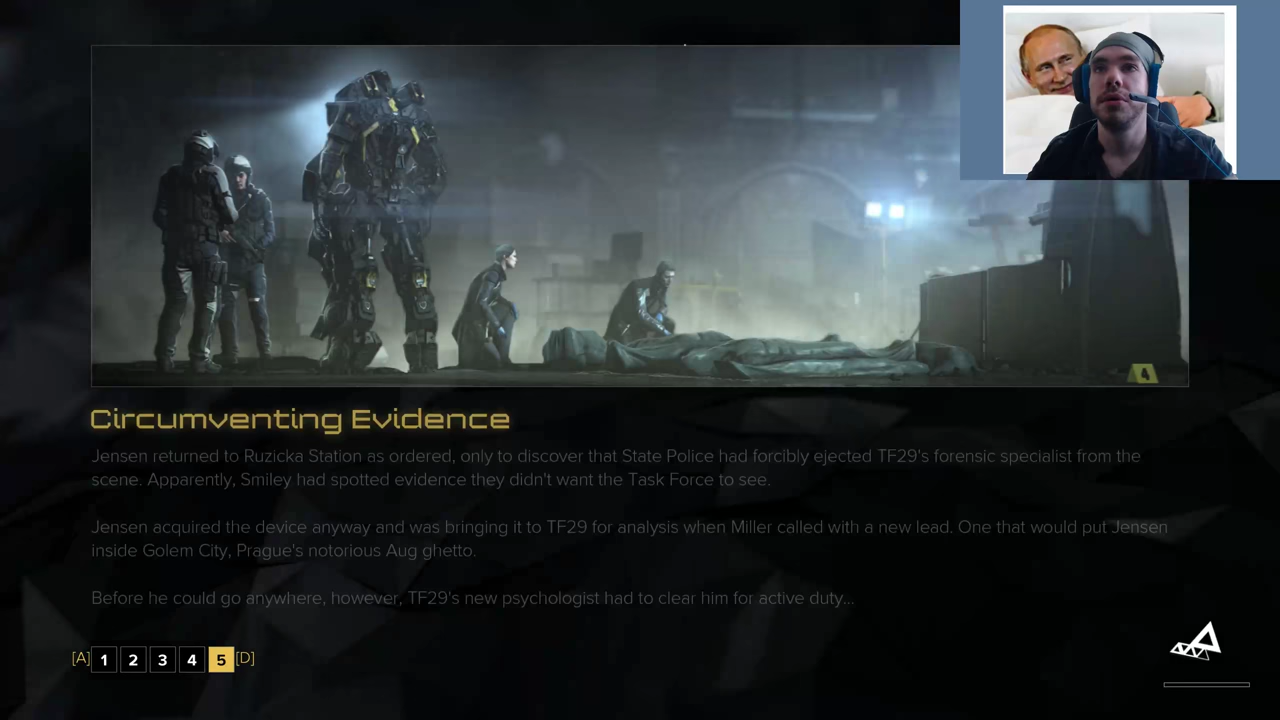 4
Circumventing Evidence
Jensen returned to Ruzicka Station as ordered, only to discover that State Police had forcibly ejected TF29's forensic specialist from the
scene. Apparently, Smiley had spotted evidence they didn't want the Task Force to see.
Jensen acquired the device anyway and was bringing it to TF29 for analysis when Miller called with a new lead. One that would put Jensen
inside Golem City, Prague's notorious Aug ghetto.
Before he could go anywhere, however, TF29's new psychologist had to clear him for active duty...
[A] 1 2 3 4 5 [D]